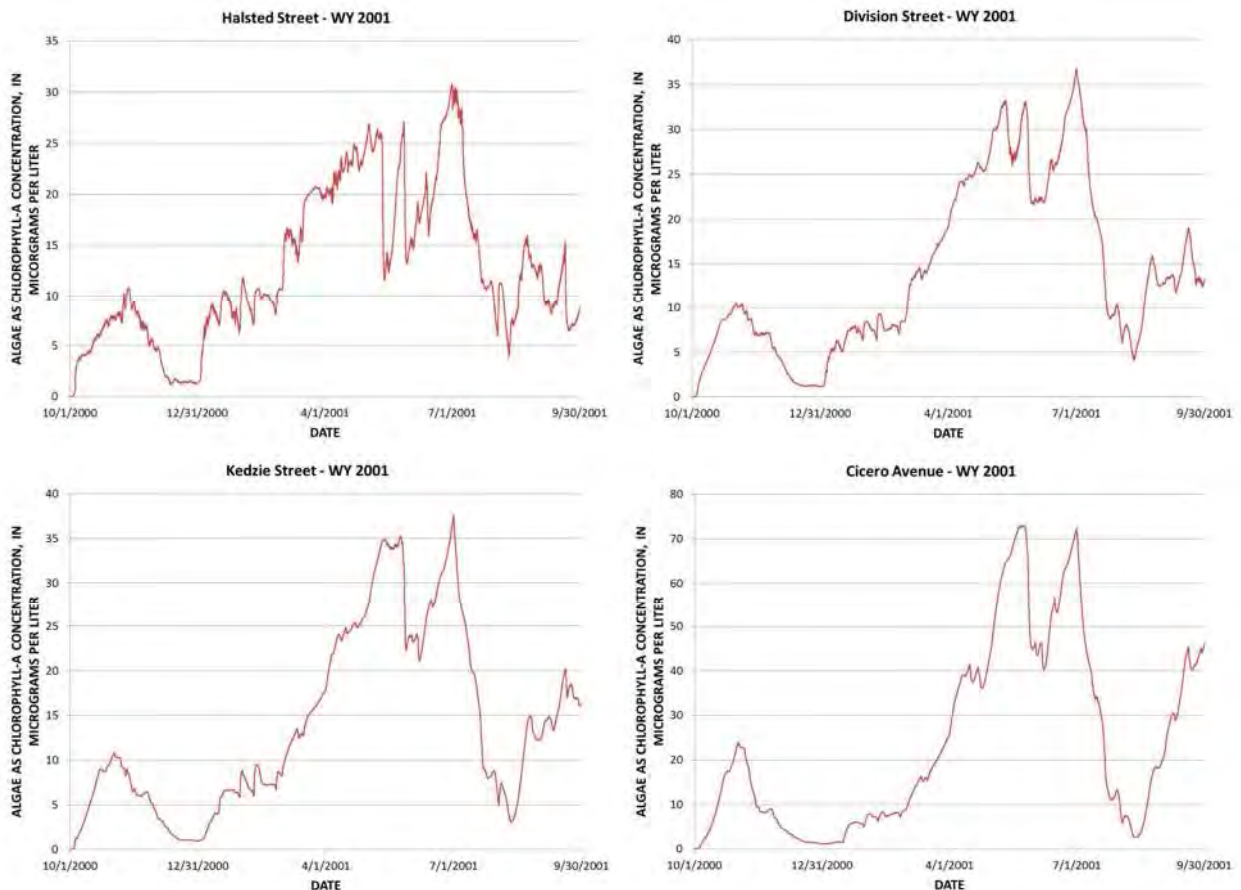 Halsted Street - WY 2001
ALGAE AS CHLOROPHYLL-A CONCENTRATION, IN
MICORGRAMS PER LITER
35
30
25
20
15
10
5
0
10/1/2000 12/31/2000 4/1/2001 7/1/2001 9/30/2001
DATE
Division Street - WY 2001
ALGAE AS CHLOROPHYLL-A CONCENTRATION, IN
MICROGRAMS PER LITER
40
35
30
25
20
15
10
5
0
10/1/2000 12/31/2000 4/1/2001 7/1/2001 9/30/2001
DATE
Kedzie Street - WY 2001
ALGAE AS CHLOROPHYLL-A CONCENTRATION, IN
MICROGRAMS PER LITER
40
35
30
25
20
15
10
5
0
10/1/2000 12/31/2000 4/1/2001 7/1/2001 9/30/2001
DATE
Cicero Avenue - WY 2001
ALGAE AS CHLOROPHYLL-A CONCENTRATION, IN
MICROGRAMS PER LITER
80
70
60
50
40
30
20
10
0
10/1/2000 12/31/2000 4/1/2001 7/1/2001 9/30/2001
DATE